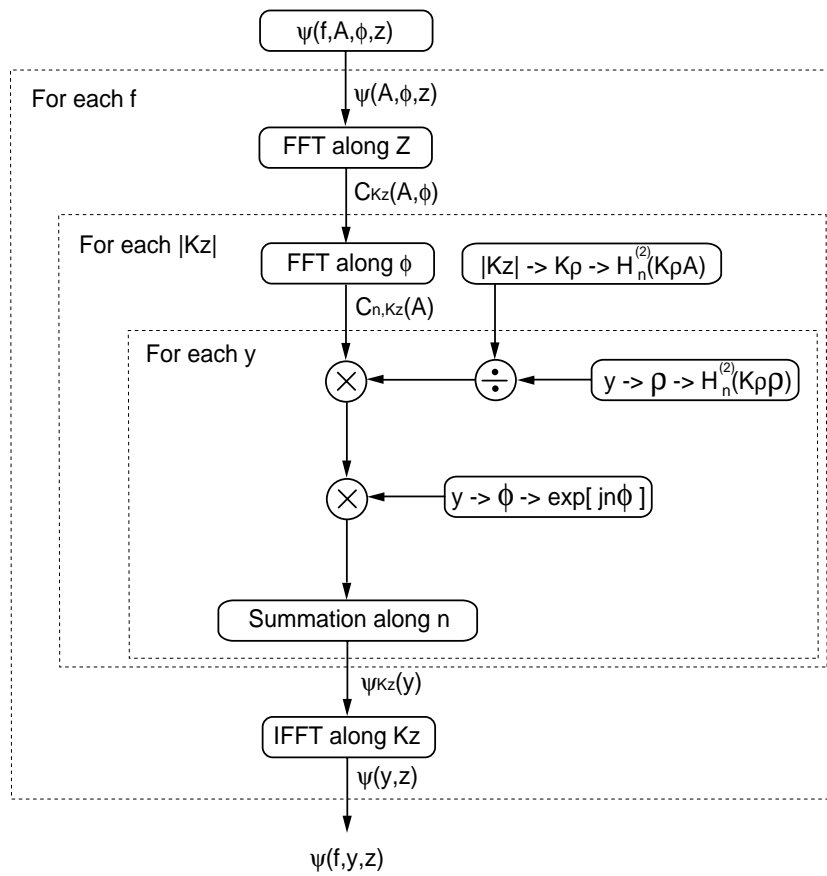 ψ(f,A,ϕ,z)
For each f
ψ(A,ϕ,z)
FFT along Z
CKz(A,ϕ)
For each |Kz|
FFT along ϕ
|Kz| -> Kρ -> H(2)n(KρA)
Cn,Kz(A)
For each y
×
÷
y -> ρ -> H(2)n(Kρρ)
×
y -> ϕ -> exp[ jnϕ ]
Summation along n
ψKz(y)
IFFT along Kz
ψ(y,z)
ψ(f,y,z)